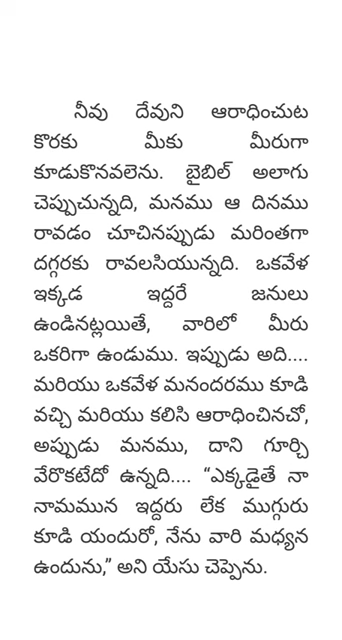 నీవు దేవుని ఆరాధించుట
కొరకు మీకు మీరుగా
కూడుకొనవలెను. బైబిల్ అలాగు
చెప్పుచున్నది, మనము ఆ దినము
రావడం చూచినప్పుడు మరింతగా
దగ్గరకు రావలసియున్నది. ఒకవేళ
ఇక్కడ ఇద్దరే జనులు
ఉండినట్లయితే, వారిలో మీరు
ఒకరిగా ఉండుము. ఇప్పుడు అది....
మరియు ఒకవేళ మనందరము కూడి
వచ్చి మరియు కలిసి ఆరాధించినచో,
అప్పుడు మనము, దాని గూర్చి
వేరొకటేదో ఉన్నది.... “ఎక్కడైతే నా
నామమున ఇద్దరు లేక ముగ్గురు
కూడి యందురో, నేను వారి మధ్యన
ఉందును,” అని యేసు చెప్పెను.